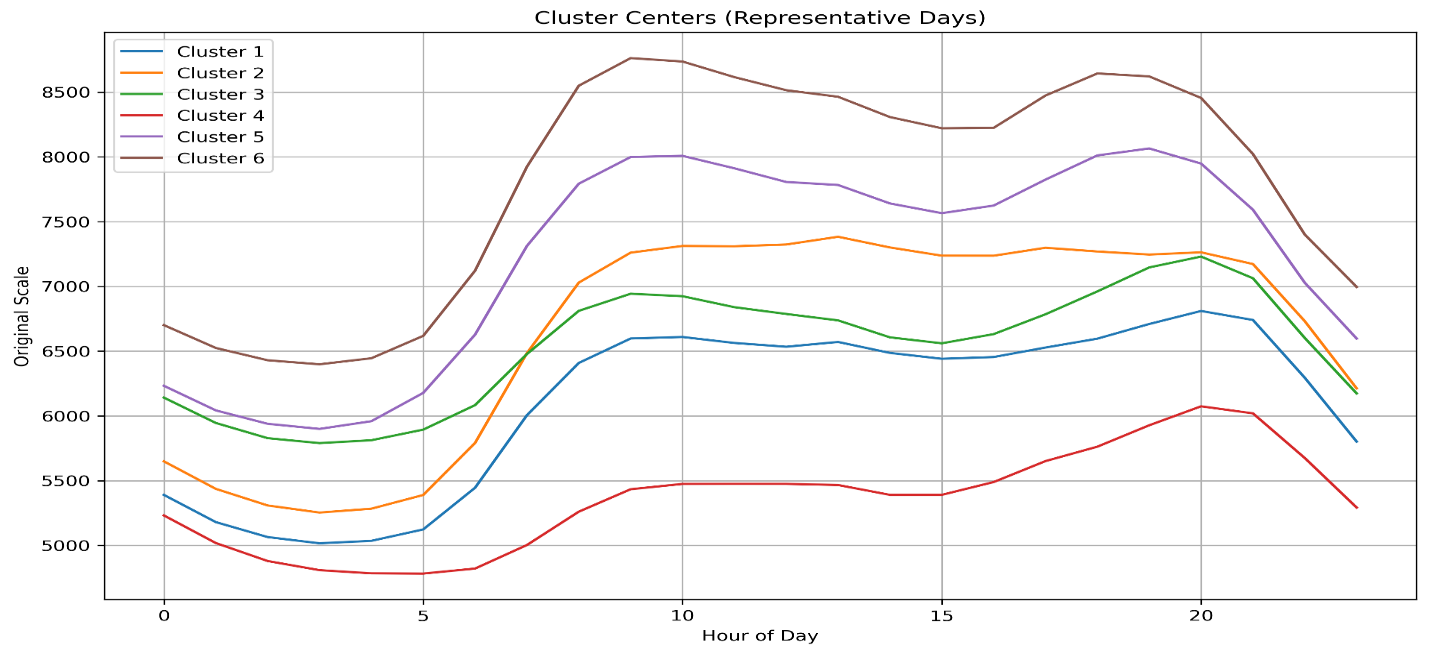 Cluster Centers (Representative Days)
Cluster 1
Cluster 2
Cluster 3
Cluster 4
Cluster 5
Cluster 6
8500
8000
7500
7000
6500
6000
5500
5000
Original Scale
0 5 10 15 20
Hour of Day